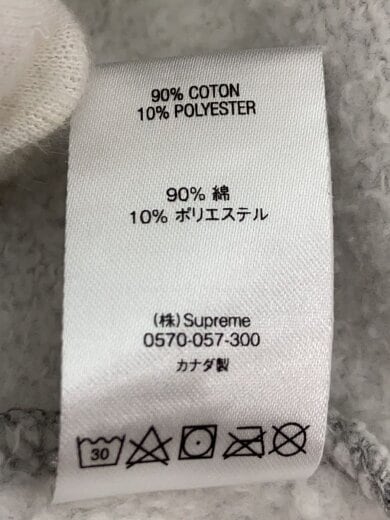 90% COTON
10% POLYESTER
90% 綿
10% ポリエステル
(株)Supreme
0570-057-300
カナダ製
30